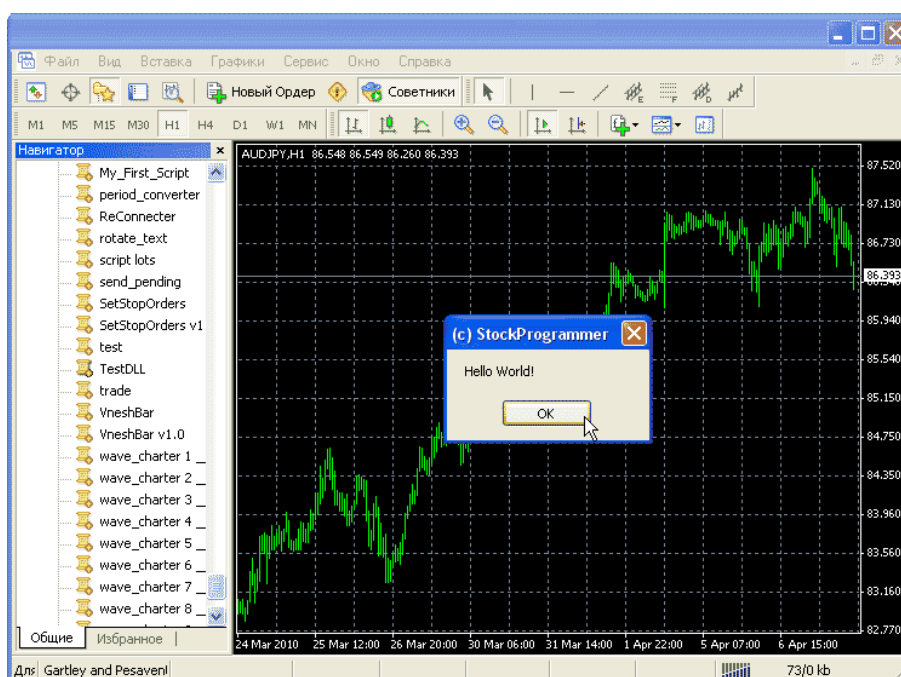 Файл Вид Вставка Графики Сервис Окно Справка
Новый Ордер Советники
E F D
M1 M5 M15 M30 H1 H4 D1 W1 MN
Навигатор
My_First_Script
period_converter
ReConnecter
rotate_text
script lots
send_pending
SetStopOrders
SetStopOrders v1
test
TestDLL
trade
VneshBar
VneshBar v1.0
wave_charter 1 _
wave_charter 2 _
wave_charter 3 _
wave_charter 4 _
wave_charter 5 _
wave_charter 6 _
wave_charter 7 _
wave_charter 8 _
Общие Избранное
AUDJPY,H1 86.548 86.549 86.260 86.393
87.520
87.130
86.730
86.393
86.340
85.940
85.540
85.150
84.750
84.350
83.960
83.560
83.160
82.770
(c) StockProgrammer
Hello World!
OK
24 Mar 2010 25 Mar 12:00 26 Mar 20:00 30 Mar 06:00 31 Mar 14:00 1 Apr 22:00 5 Apr 07:00 6 Apr 15:00
Для Gartley and Pesaven 73/0 kb